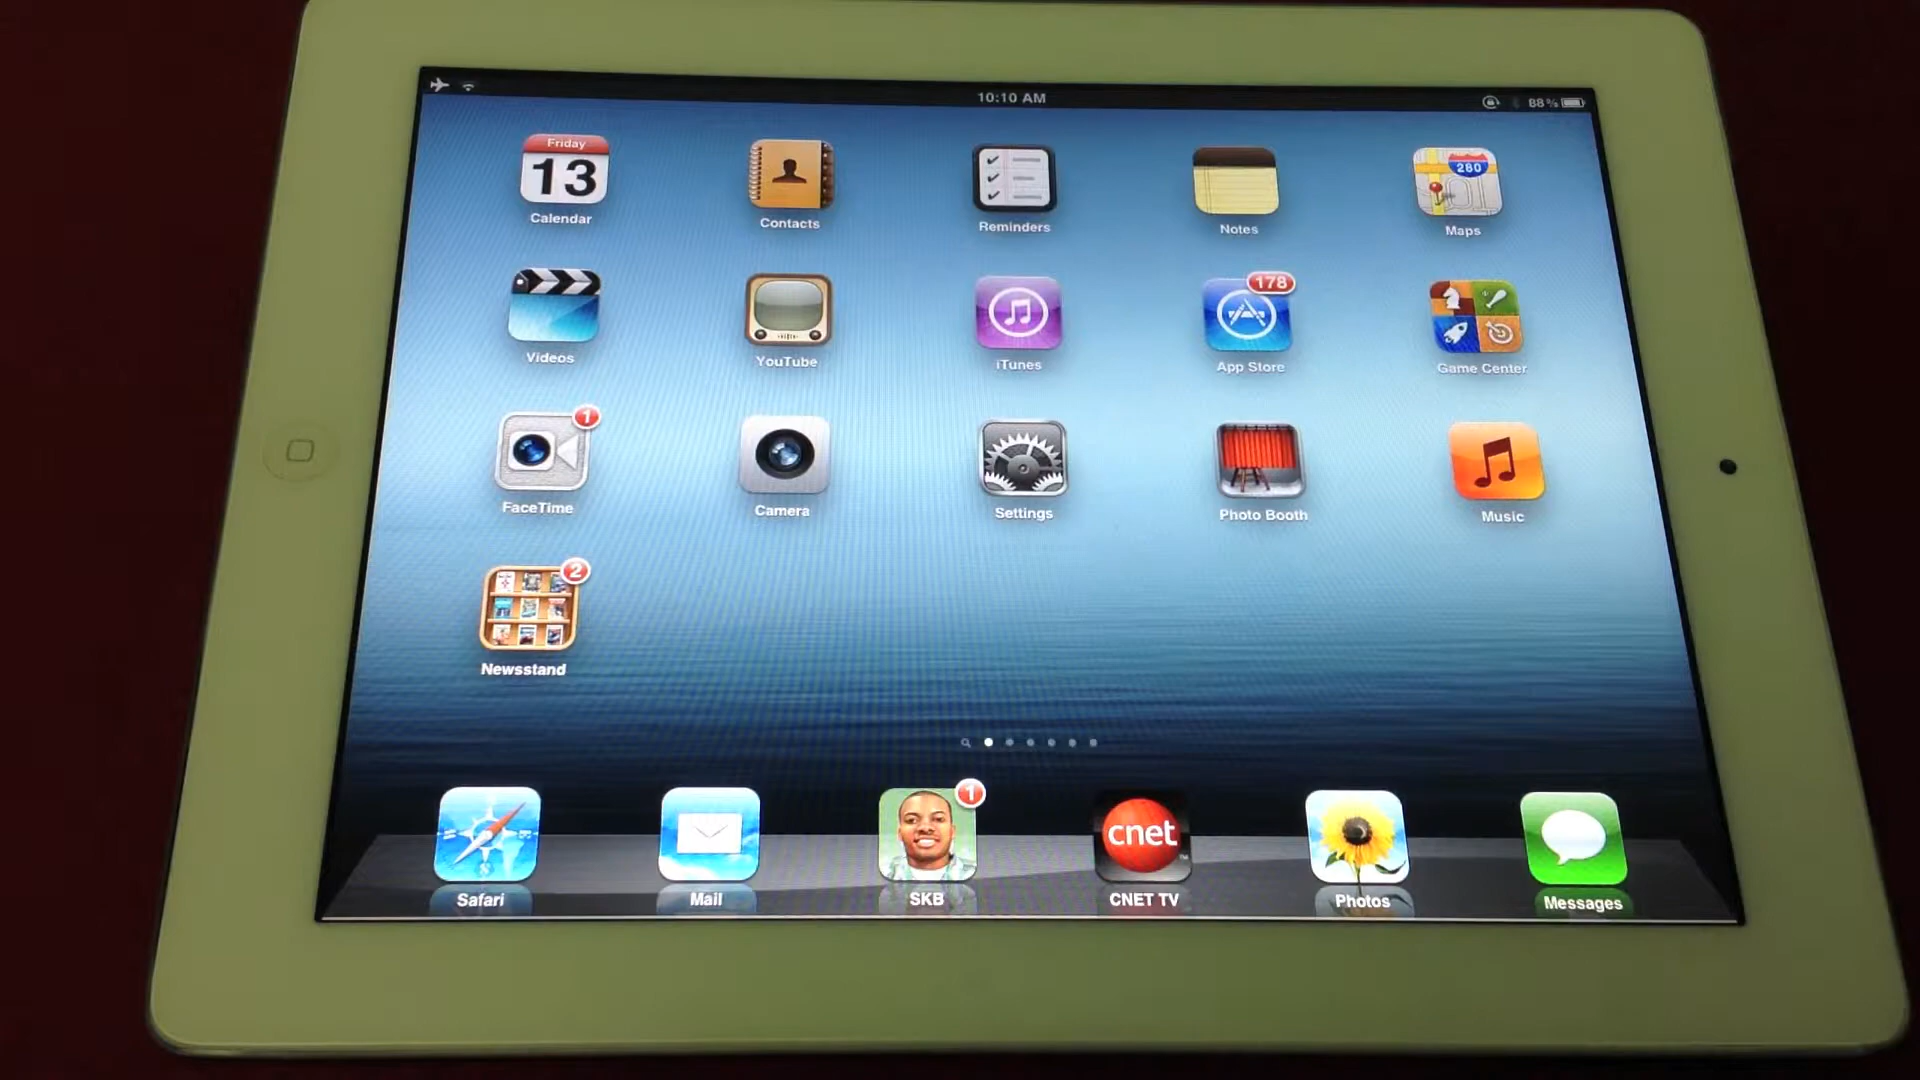 10:10 AM
88%
Friday
13
Calendar
Contacts
Reminders
Notes
280
Maps
Videos
YouTube
iTunes
178
App Store
Game Center
1
FaceTime
Camera
Settings
Photo Booth
Music
2
Newsstand
Safari
Mail
1
SKB
cnet
CNET TV
Photos
Messages